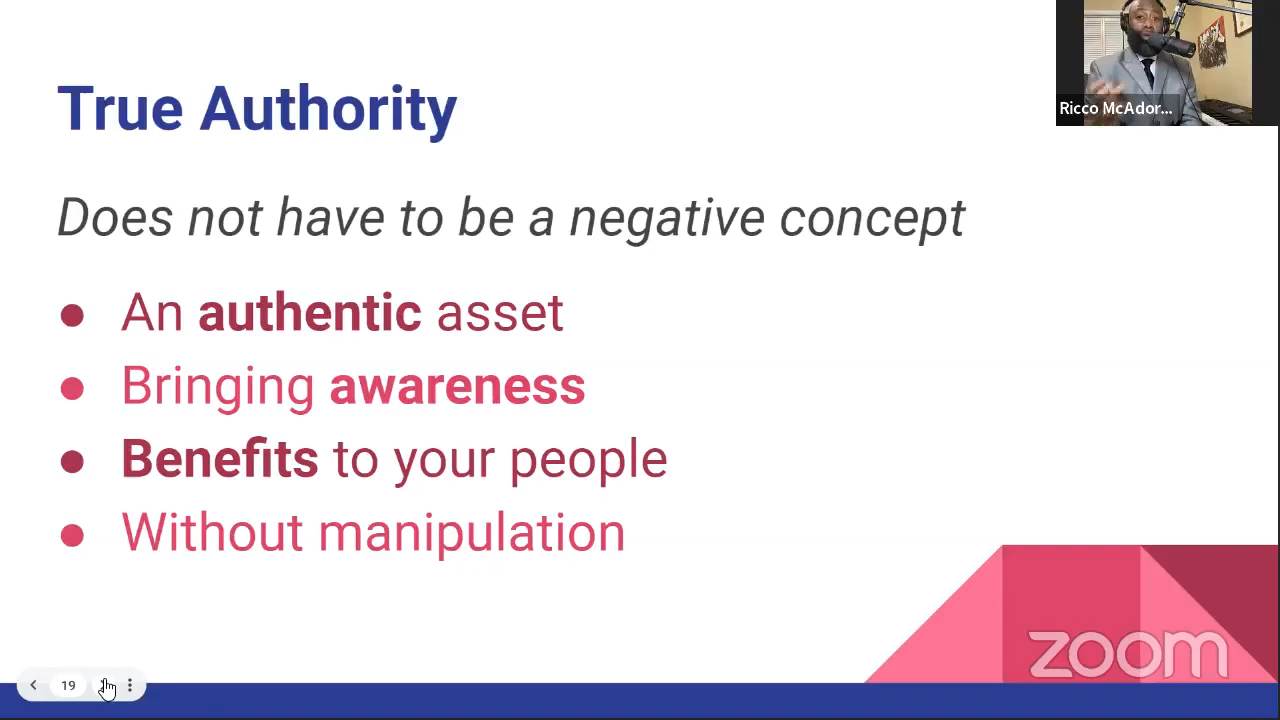 True Authority
Ricco McAdor...
Does not have to be a negative concept
● An authentic asset
● Bringing awareness
● Benefits to your people
● Without manipulation
zoom
19